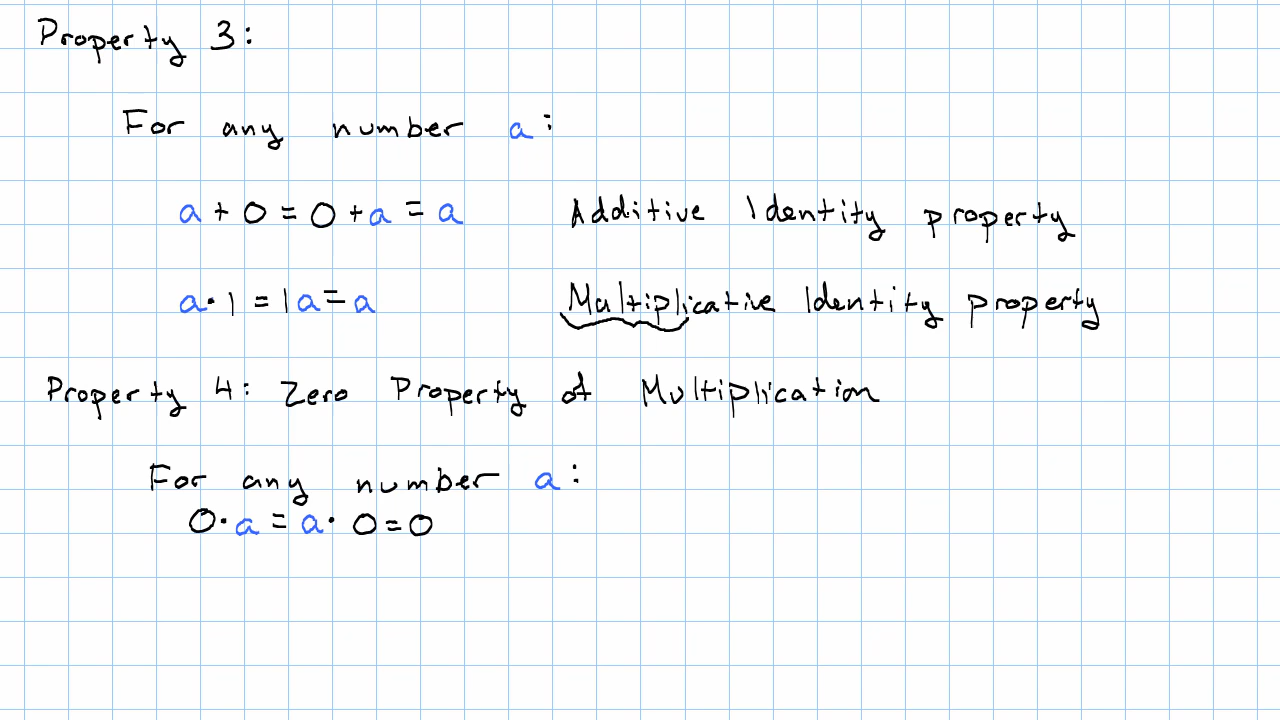 Property 3:
For any number a:
a + 0 = 0 + a = a Additive Identity property
a · 1 = 1a = a Multiplicative Identity property
Property 4: Zero Property of Multiplication
For any number a:
0 · a = a · 0 = 0